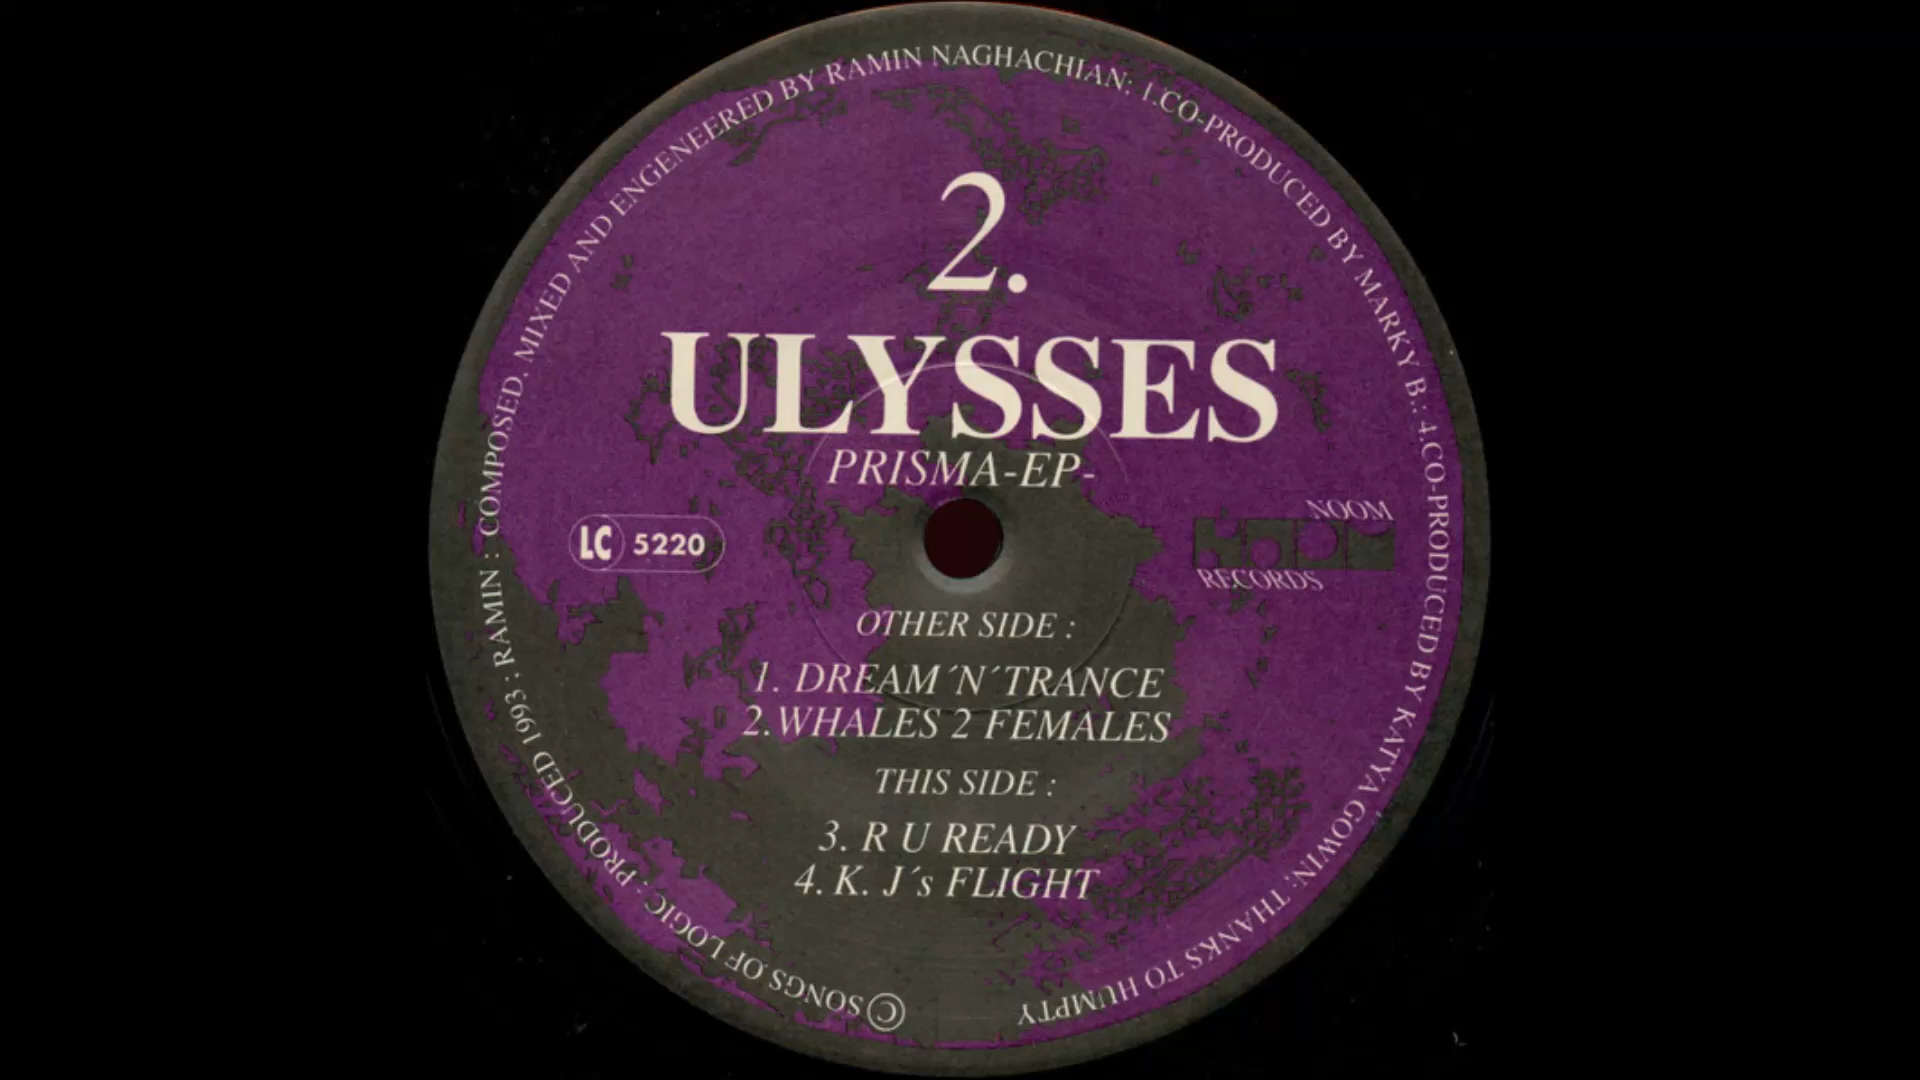 2.
ULYSSES
PRISMA-EP-
LC 5220
NOOM
RECORDS
OTHER SIDE :
1. DREAM´N´TRANCE
2.WHALES 2 FEMALES
THIS SIDE :
3. R U READY
4. K. J´s FLIGHT
© SONGS OF LOGIC : PRODUCED 1993 : RAMIN : COMPOSED, MIXED AND ENGENEERED BY RAMIN NAGHACHIAN: 1.CO-PRODUCED BY MARKY B.: 4.CO-PRODUCED BY KATYA GOWIN: THANKS TO HUMPTY